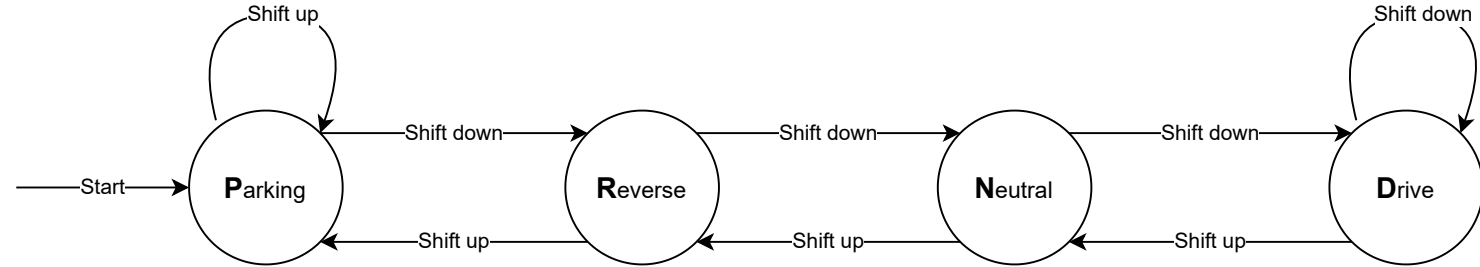 Shift up
Shift down
Shift down
Shift down
Shift down
Start
Parking
Reverse
Neutral
Drive
Shift up
Shift up
Shift up